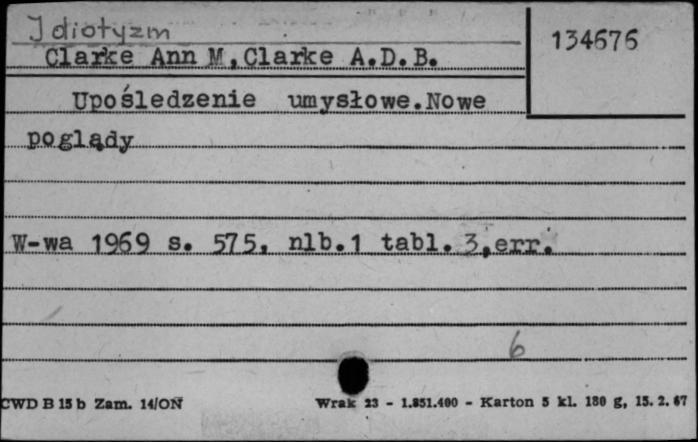 Idiotyzm
134676
Clarke Ann M, Clarke A.D.B.
Upośledzenie umysłowe.Nowe
poglądy
W-wa 1969 s. 575, nlb.1 tabl. 3,err.
6
CWD B 15 b Zam. 14/ON Wrak 23 - 1.851.400 - Karton 5 kl. 180 g, 15.2.67